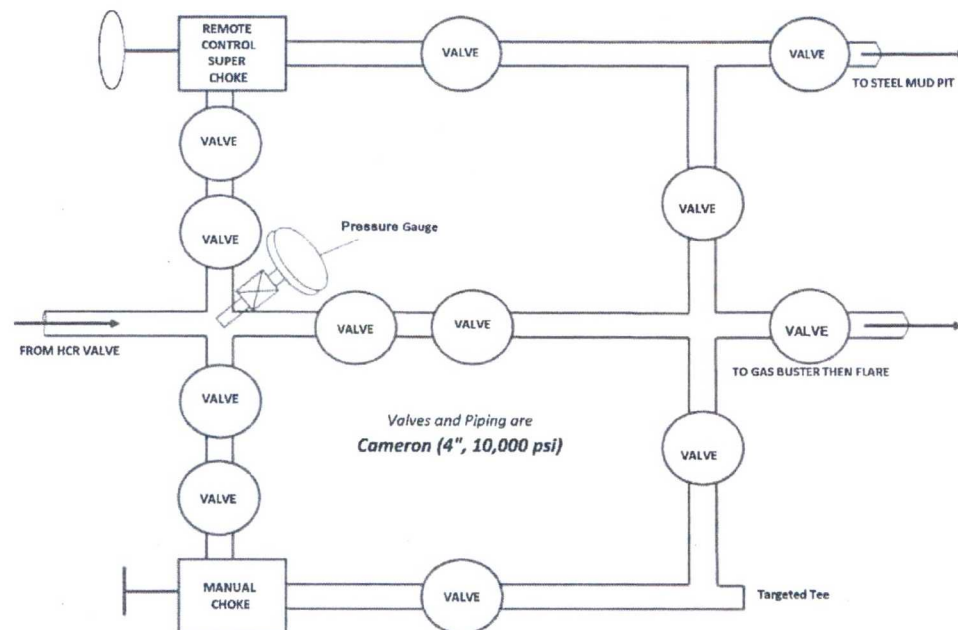 REMOTE
CONTROL
SUPER
CHOKE
VALVE
VALVE
TO STEEL MUD PIT
VALVE
VALVE
VALVE
Pressure Gauge
VALVE
VALVE
VALVE
FROM HCR VALVE
TO GAS BUSTER THEN FLARE
VALVE
Valves and Piping are
Cameron (4", 10,000 psi)
VALVE
VALVE
MANUAL
CHOKE
VALVE
Targeted Tee